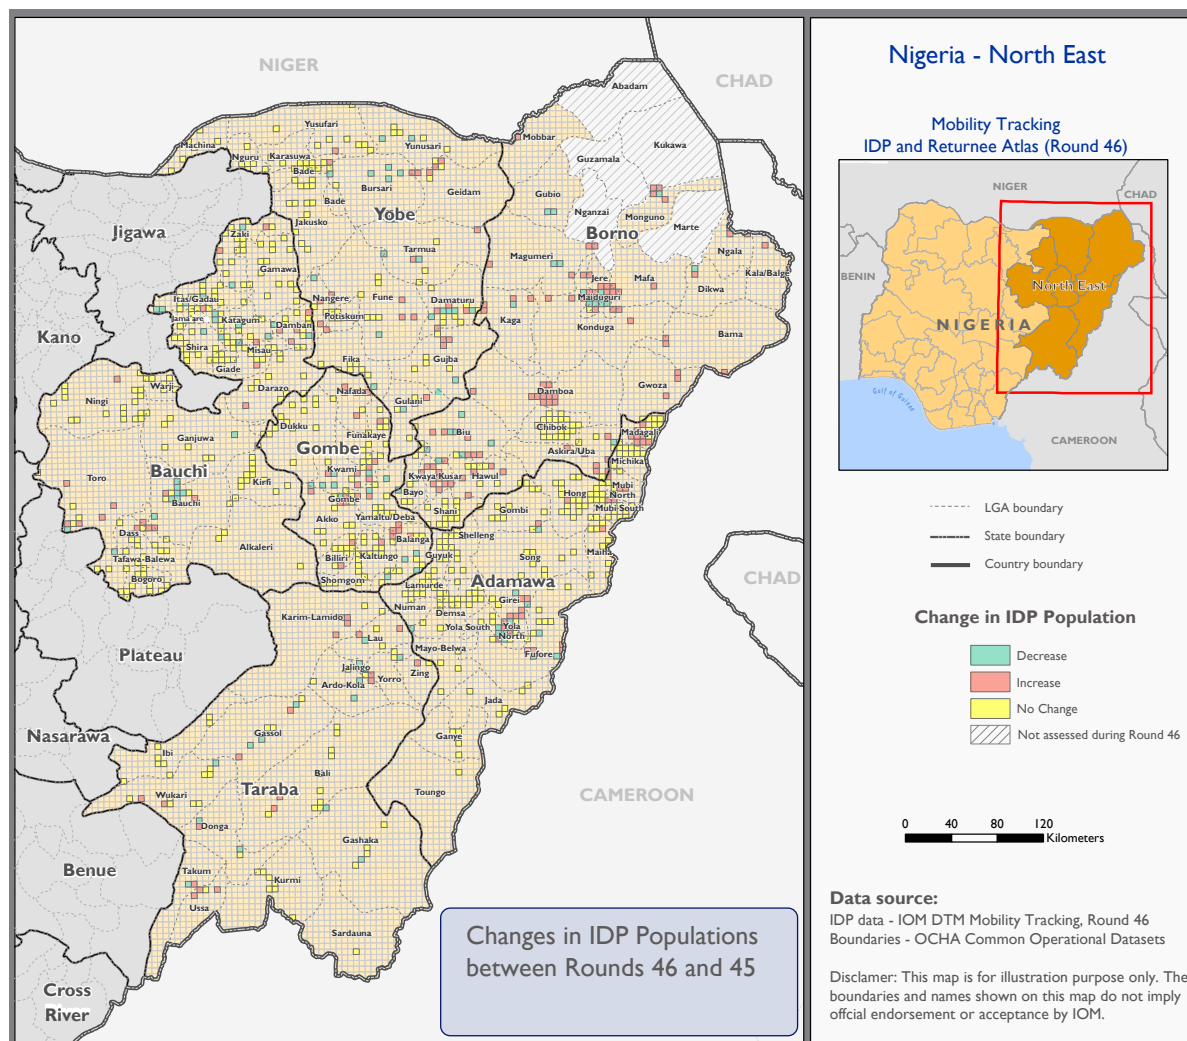 NIGER
CHAD
Abadam
Yusufari
Mobbar
Kukawa
Machina
Yunusari
Nguru
Karasuwa
Guzamala
Bade
Bursari
Geidam
Gubio
Bade
Yobe
Nganzai
Monguno
Jakusko
Marte
Jigawa
Zaki
Borno
Tarmua
Magumeri
Ngala
Gamawa
Jere
Mafa
Kala/Balge
Dikwa
Itas/Gadau
Nangere
Fune
Damaturu
Maiduguri
Jama'are
Katagum
Potiskum
Kaga
Damban
Konduga
Kano
Bama
Shira
Misau
Giade
Fika
Gujba
Warji
Darazo
Nafada
Gwoza
Ningi
Gulani
Damboa
Dukku
Chibok
Ganjuwa
Funakaye
Biu
Madagali
Gombe
Askira/Uba
Michika
Bauchi
Kwami
Toro
Kirfi
Kwaya Kusar
Hawul
Mubi
North
Bayo
Hong
Bauchi
Gombe
Mubi South
Shani
Gombi
Akko
Yamaltu/Deba
Dass
Shelleng
Balanga
Alkaleri
Maiha
Tafawa-Balewa
Billiri
Kaltungo
Guyuk
Song
Bogoro
Shomgom
Adamawa
CHAD
Lamurde
Girei
Numan
Demsa
Karim-Lamido
Yola South
Yola
North
Lau
Mayo-Belwa
Plateau
Fufore
Jalingo
Zing
Yorro
Ardo-Kola
Jada
Nasarawa
Gassol
Ganye
Ibi
Bali
Taraba
Toungo
CAMEROON
Wukari
Donga
Gashaka
Benue
Takum
Kurmi
Ussa
Sardauna
Cross
River
Changes in IDP Populations
between Rounds 46 and 45
Nigeria - North East
Mobility Tracking
IDP and Returnee Atlas (Round 46)
NIGER
CHAD
BENIN
North East
NIGERIA
Gulf of Guinea
CAMEROON
LGA boundary
State boundary
Country boundary
Change in IDP Population
Decrease
Increase
No Change
Not assessed during Round 46
0 40 80 120
Kilometers
Data source:
IDP data - IOM DTM Mobility Tracking, Round 46
Boundaries - OCHA Common Operational Datasets
Disclamer: This map is for illustration purpose only. The
boundaries and names shown on this map do not imply
offcial endorsement or acceptance by IOM.